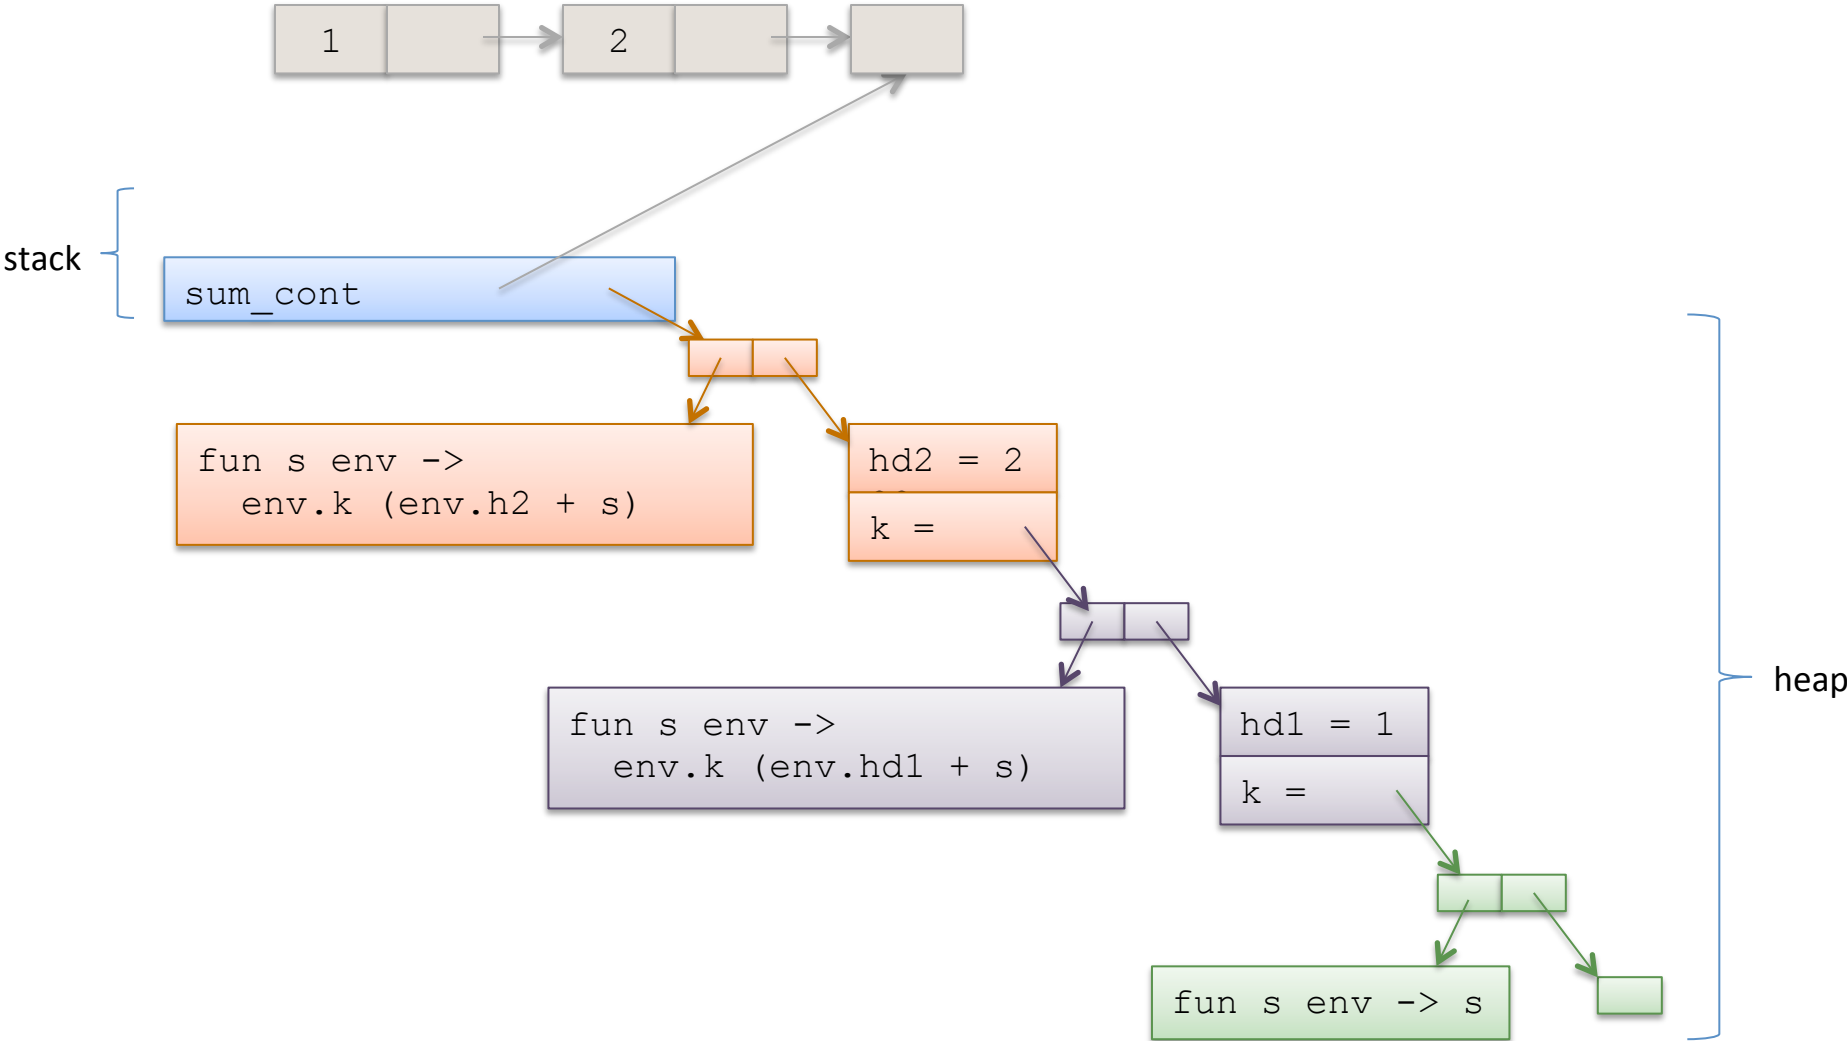 1
2
stack
sum_cont
fun s env ->
env.k (env.h2 + s)
hd2 = 2
k =
fun s env ->
env.k (env.hd1 + s)
hd1 = 1
k =
heap
fun s env -> s